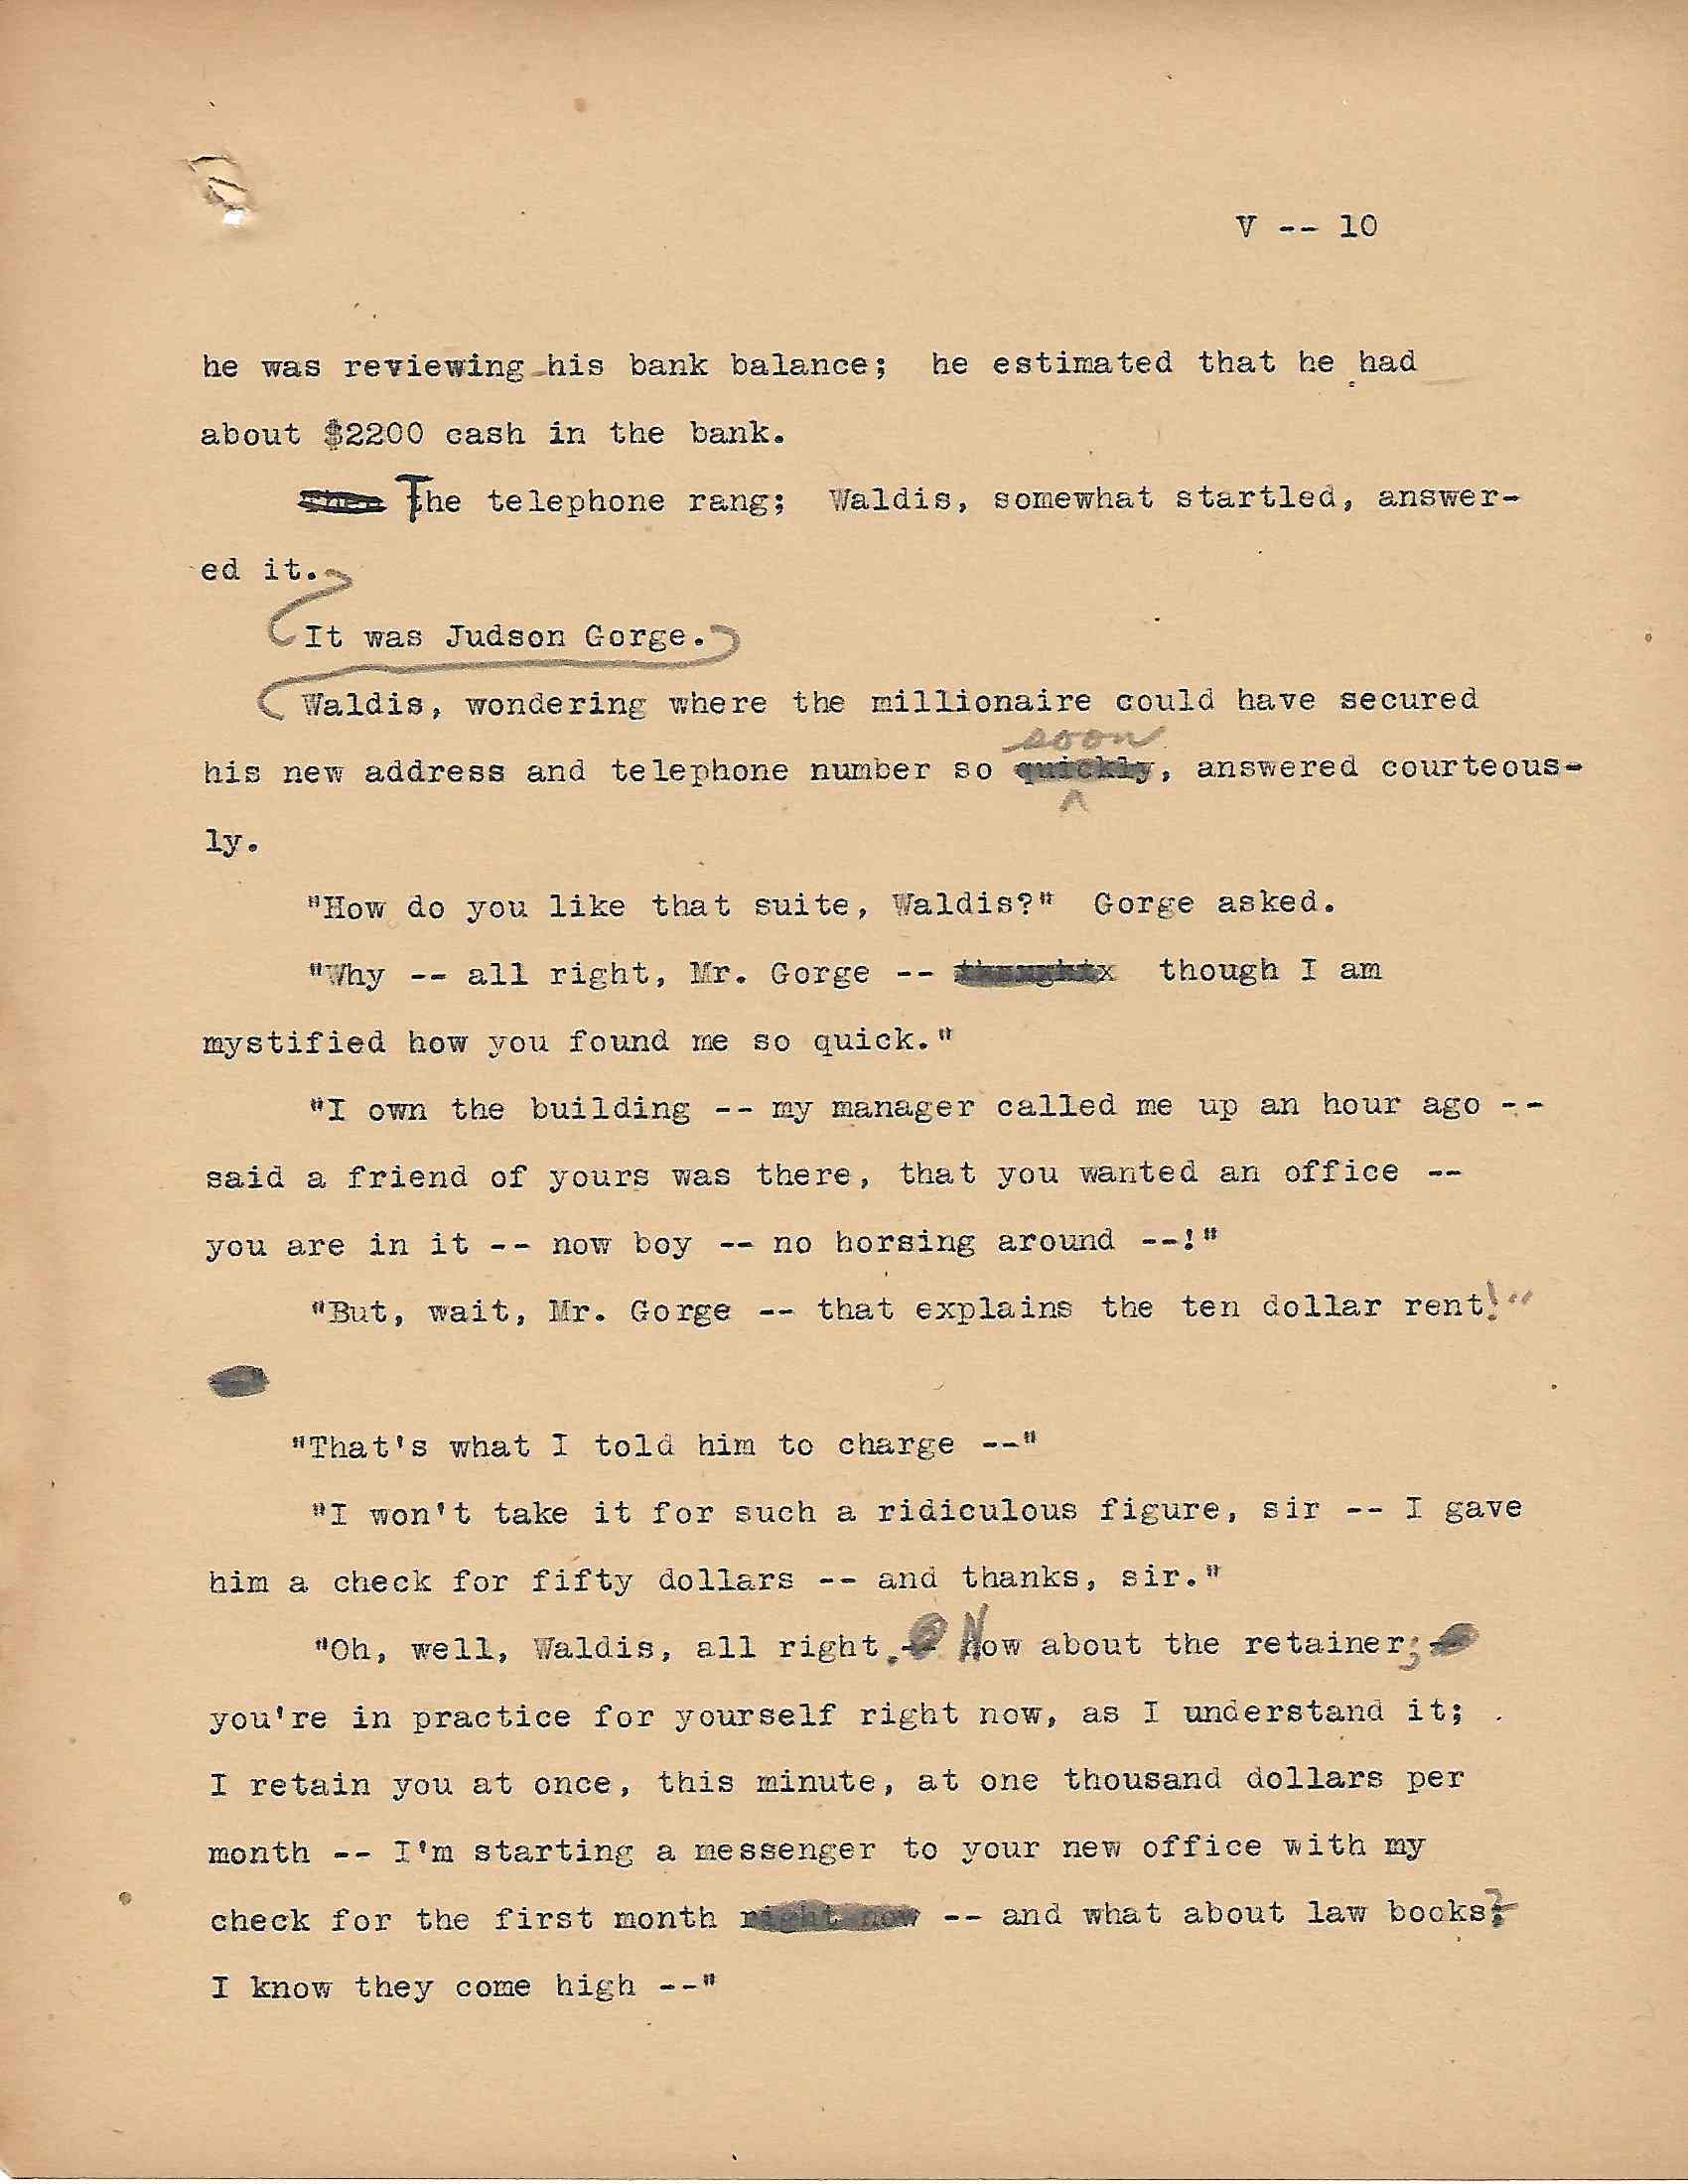 V -- 10
he was reviewing his bank balance; he estimated that he had
about $2200 cash in the bank.
The telephone rang; Waldis, somewhat startled, answer-
ed it.
It was Judson Gorge.
Waldis, wondering where the millionaire could have secured
soon
his new address and telephone number so quickly, answered courteous-
ly.
"How do you like that suite, Waldis?" Gorge asked.
"Why -- all right, Mr. Gorge -- though I am
mystified how you found me so quick."
"I own the building -- my manager called me up an hour ago --
said a friend of yours was there, that you wanted an office --
you are in it -- now boy -- no horsing around --!"
"But, wait, Mr. Gorge -- that explains the ten dollar rent!"
"That's what I told him to charge --"
"I won't take it for such a ridiculous figure, sir -- I gave
him a check for fifty dollars -- and thanks, sir."
"Oh, well, Waldis, all right. Now about the retainer;
you're in practice for yourself right now, as I understand it;
I retain you at once, this minute, at one thousand dollars per
month -- I'm starting a messenger to your new office with my
check for the first month right now -- and what about law books?
I know they come high --"